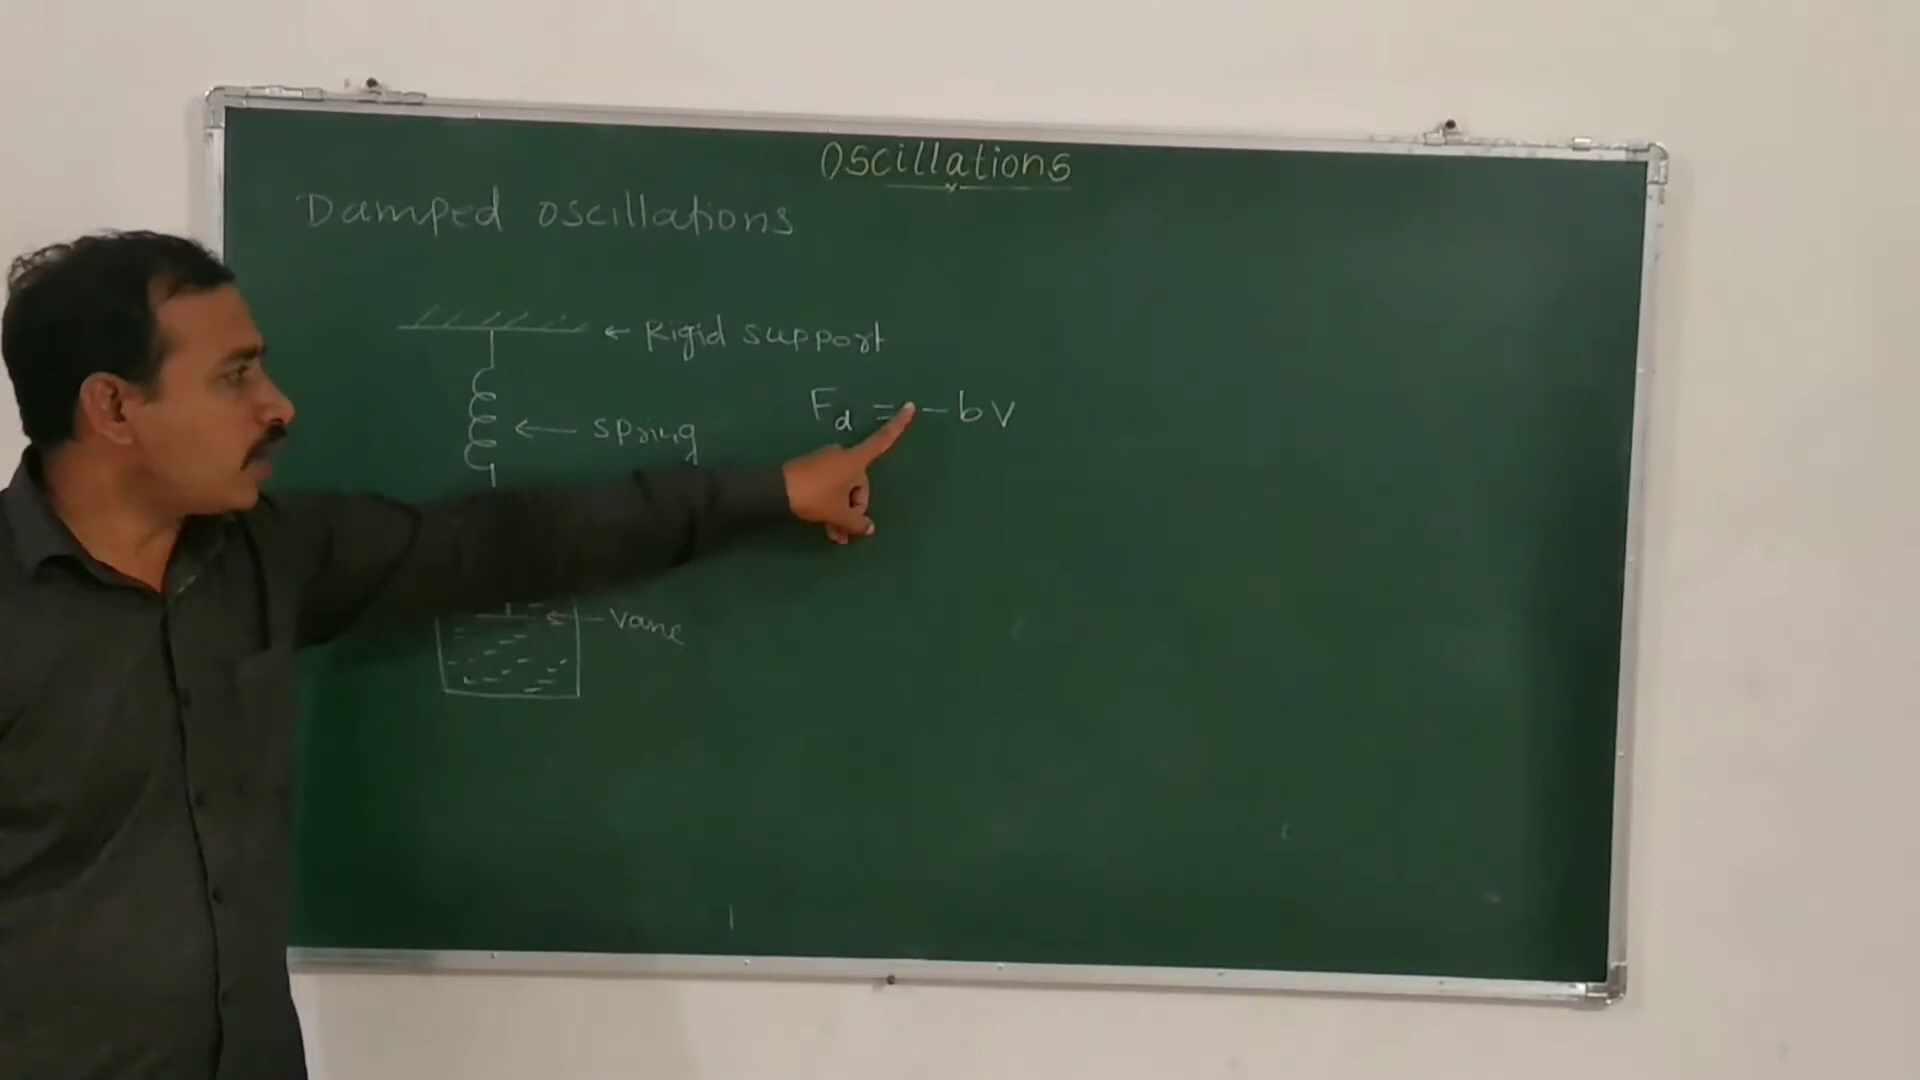 Oscillations
Damped oscillations
Rigid support
F_d = -bv
spring
vane